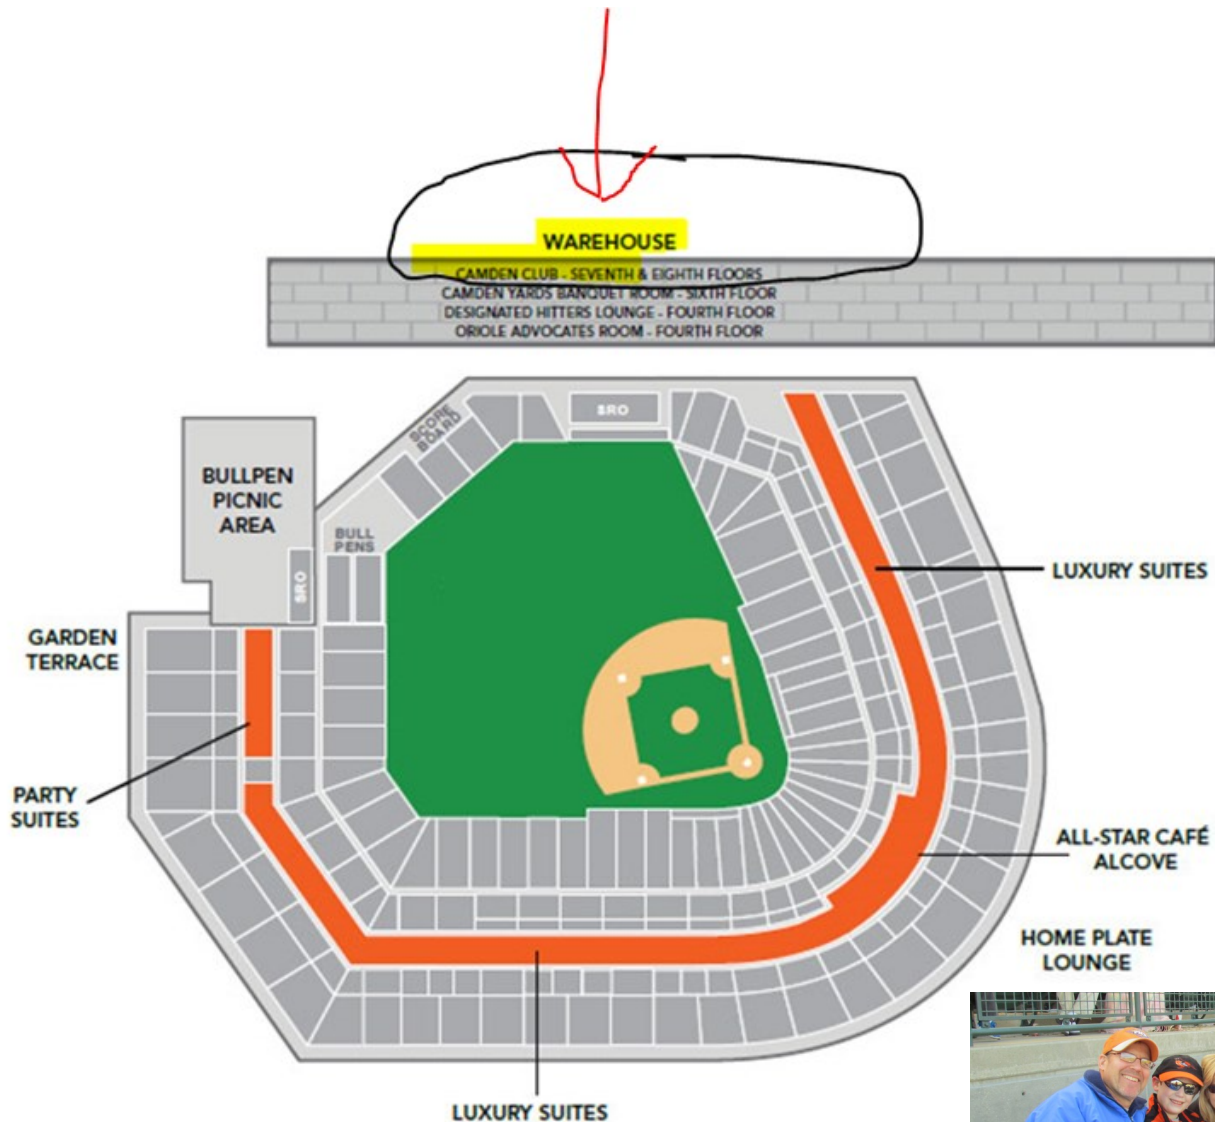 WAREHOUSE
CAMDEN CLUB - SEVENTH & EIGHTH FLOORS
CAMDEN YARDS BANQUET ROOM - SIXTH FLOOR
DESIGNATED HITTERS LOUNGE - FOURTH FLOOR
ORIOLE ADVOCATES ROOM - FOURTH FLOOR
SCORE
BOARD
SRO
BULLPEN
PICNIC
AREA
BULL
PENS
SRO
LUXURY SUITES
GARDEN
TERRACE
PARTY
SUITES
ALL-STAR CAFÉ
ALCOVE
HOME PLATE
LOUNGE
LUXURY SUITES